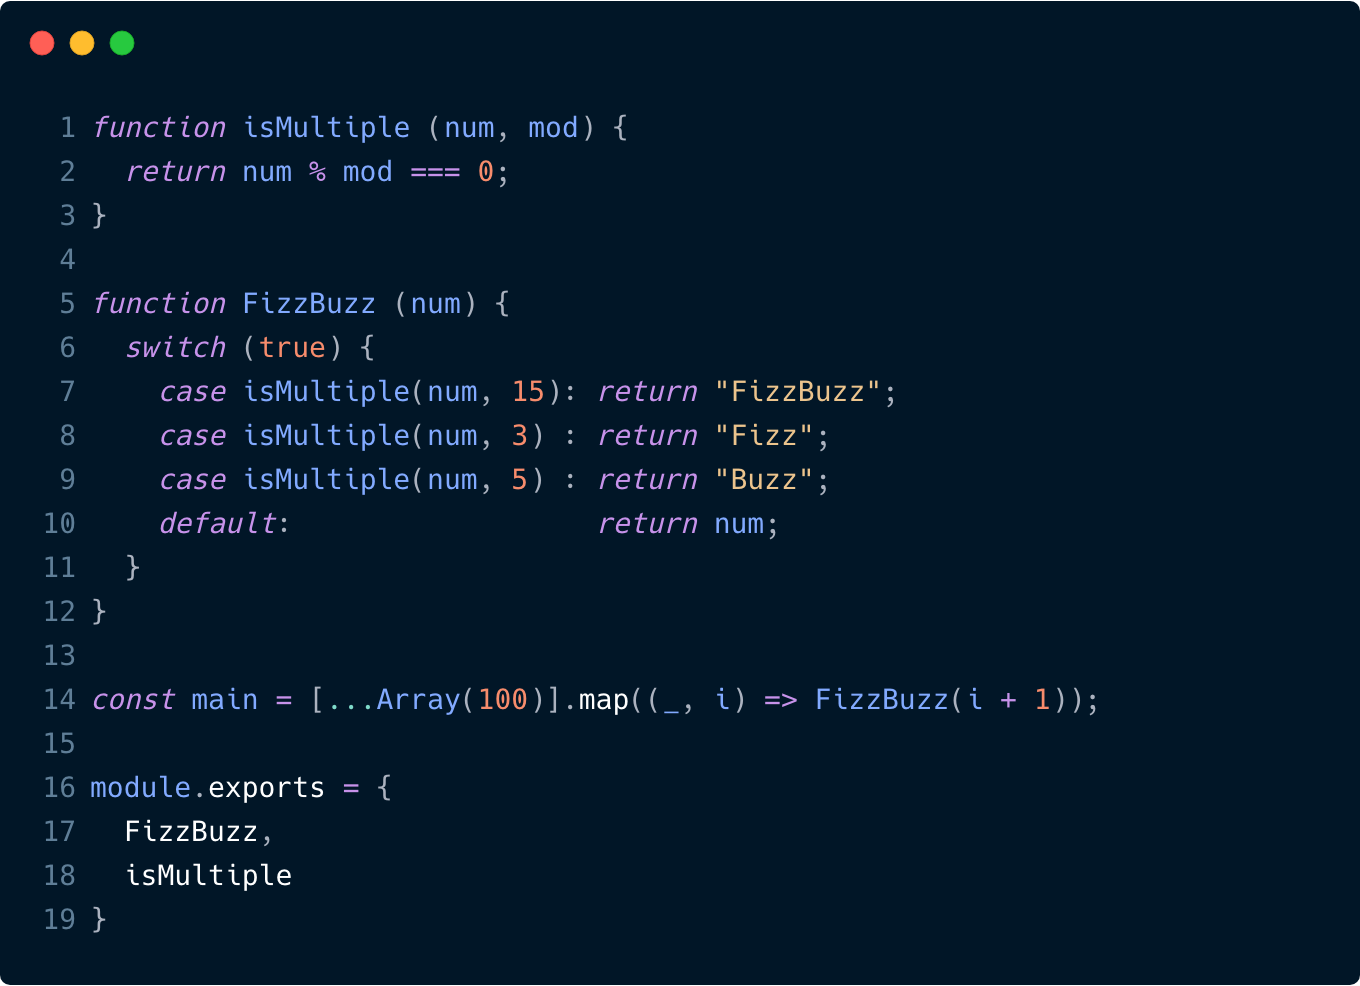 1 function isMultiple (num, mod) {
2   return num % mod === 0;
3 }
4
5 function FizzBuzz (num) {
6   switch (true) {
7     case isMultiple(num, 15): return "FizzBuzz";
8     case isMultiple(num, 3) : return "Fizz";
9     case isMultiple(num, 5) : return "Buzz";
10     default:                  return num;
11   }
12 }
13
14 const main = [...Array(100)].map((_, i) => FizzBuzz(i + 1));
15
16 module.exports = {
17   FizzBuzz,
18   isMultiple
19 }